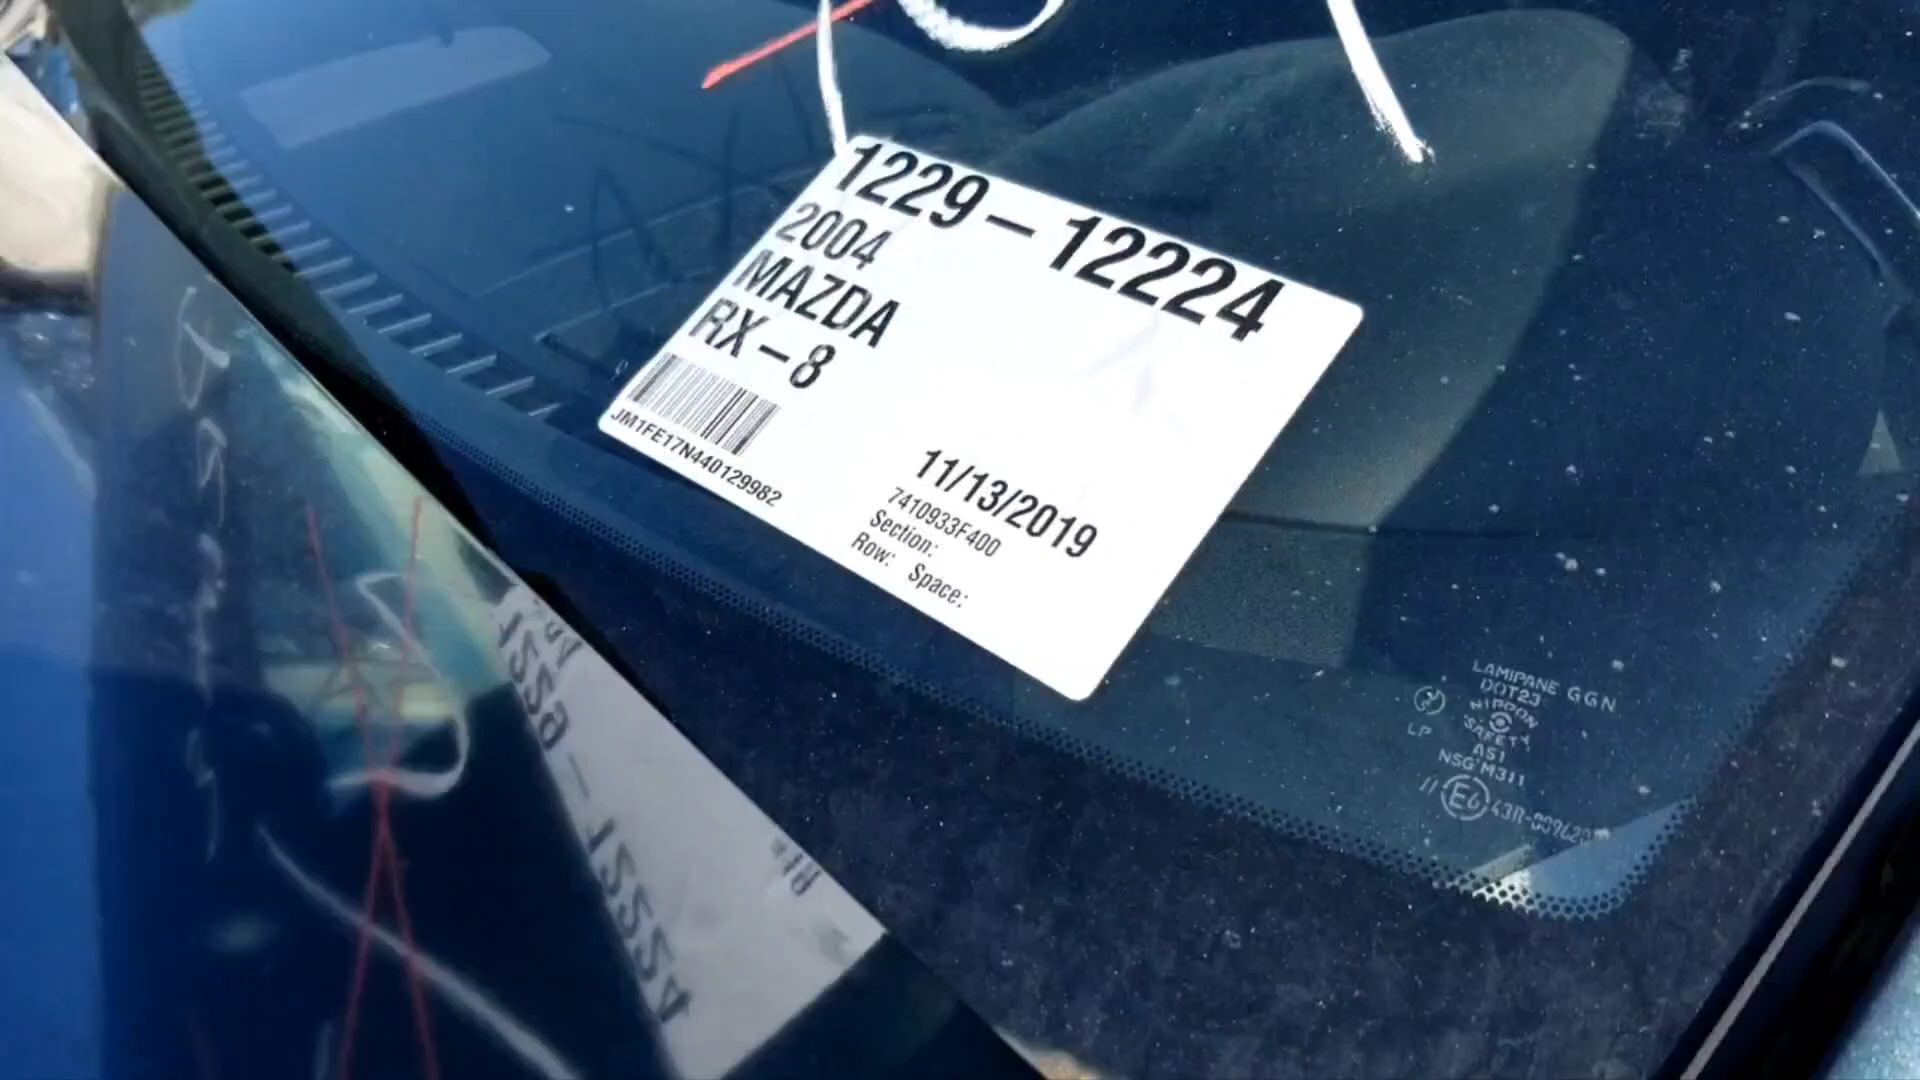 1229-12224
2004
MAZDA
RX-8
JM1FE17N440129982
11/13/2019
7410933F400
Section:
Row: Space:
LAMIPANE GGN
DOT23
NIPPON
SAFETY
LP
AS1
NSG M311
E6